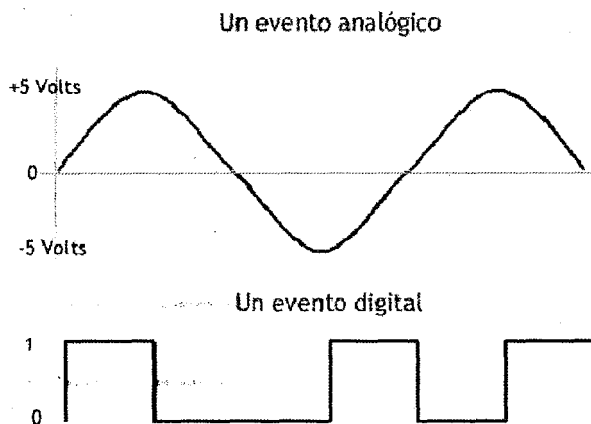 Un evento analógico
+5 Volts
0
-5 Volts
Un evento digital
1
0